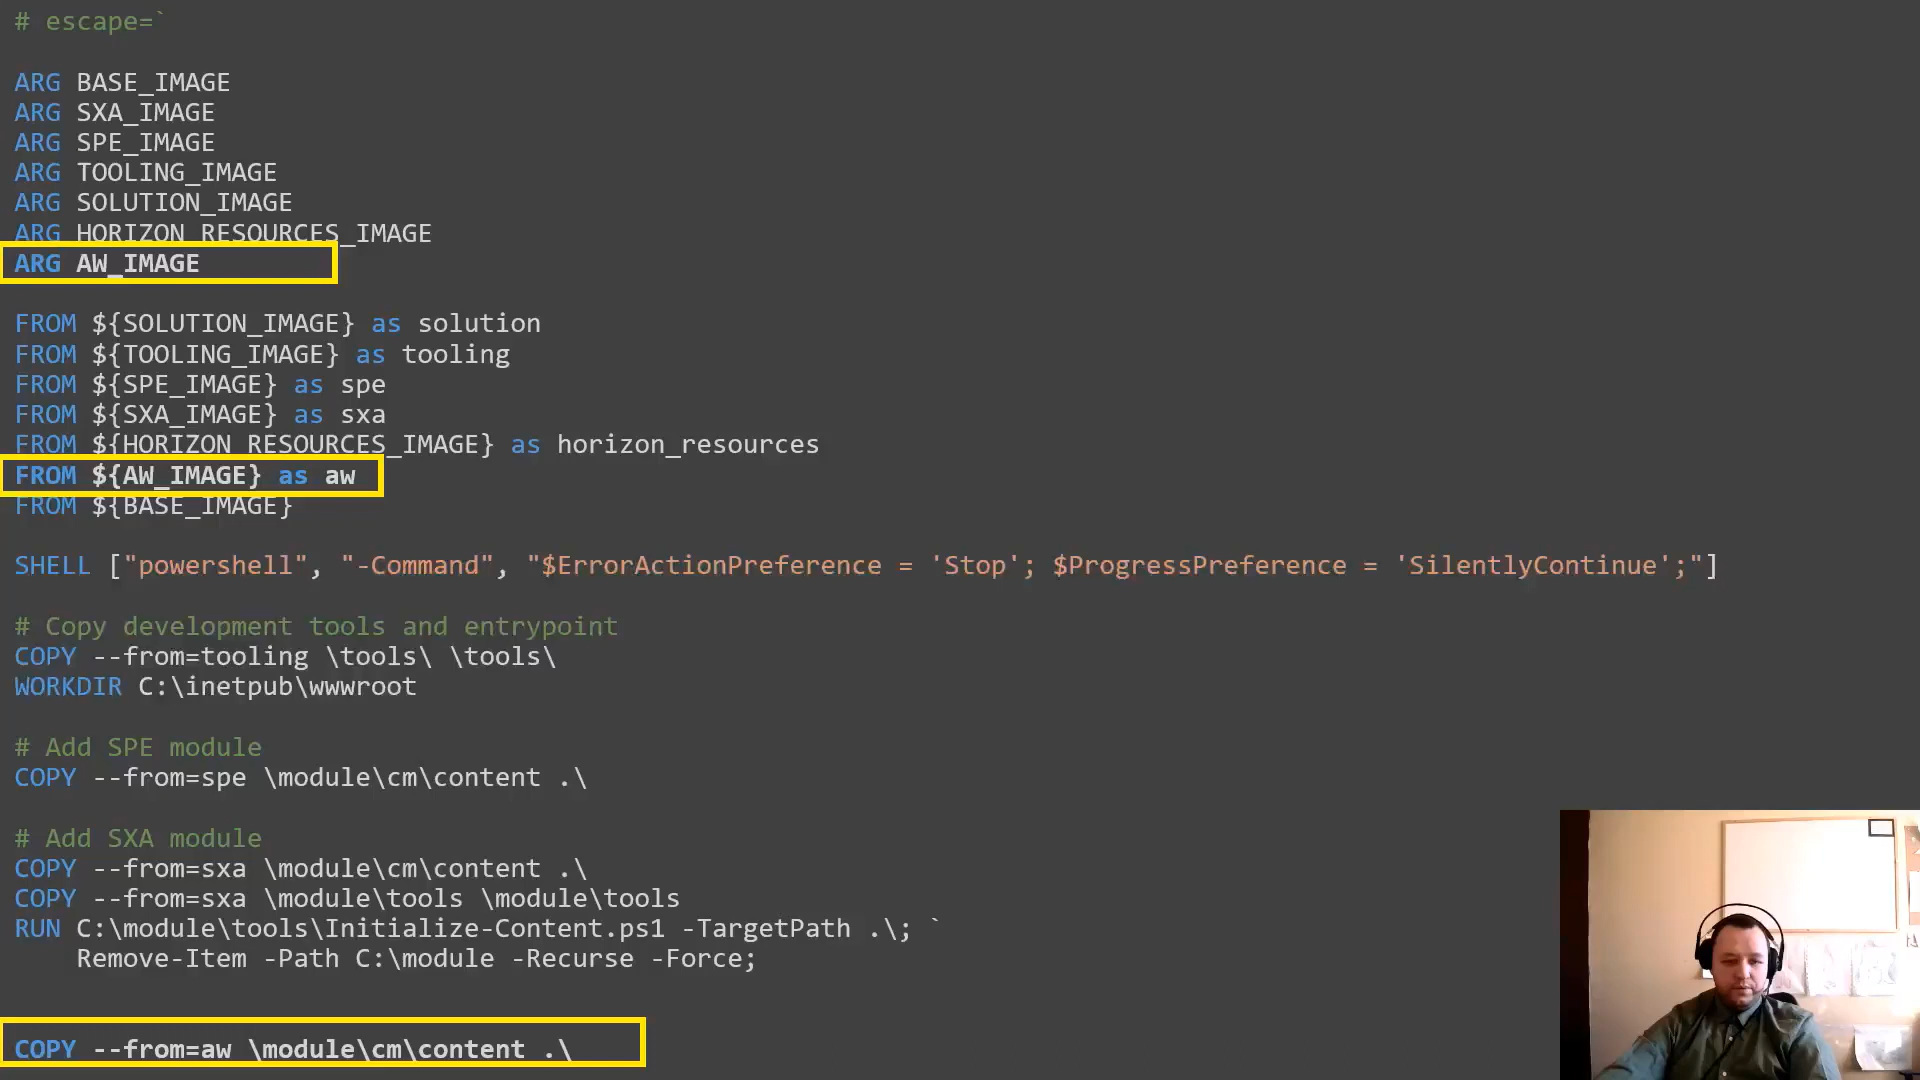 # escape=`
ARG BASE_IMAGE
ARG SXA_IMAGE
ARG SPE_IMAGE
ARG TOOLING_IMAGE
ARG SOLUTION_IMAGE
ARG HORIZON_RESOURCES_IMAGE
ARG AW_IMAGE
FROM ${SOLUTION_IMAGE} as solution
FROM ${TOOLING_IMAGE} as tooling
FROM ${SPE_IMAGE} as spe
FROM ${SXA_IMAGE} as sxa
FROM ${HORIZON_RESOURCES_IMAGE} as horizon_resources
FROM ${AW_IMAGE} as aw
FROM ${BASE_IMAGE}
SHELL ["powershell", "-Command", "$ErrorActionPreference = 'Stop'; $ProgressPreference = 'SilentlyContinue';"]
# Copy development tools and entrypoint
COPY --from=tooling \tools\ \tools\
WORKDIR C:\inetpub\wwwroot
# Add SPE module
COPY --from=spe \module\cm\content .\
# Add SXA module
COPY --from=sxa \module\cm\content .\
COPY --from=sxa \module\tools \module\tools
RUN C:\module\tools\Initialize-Content.ps1 -TargetPath .\; `
Remove-Item -Path C:\module -Recurse -Force;
COPY --from=aw \module\cm\content .\